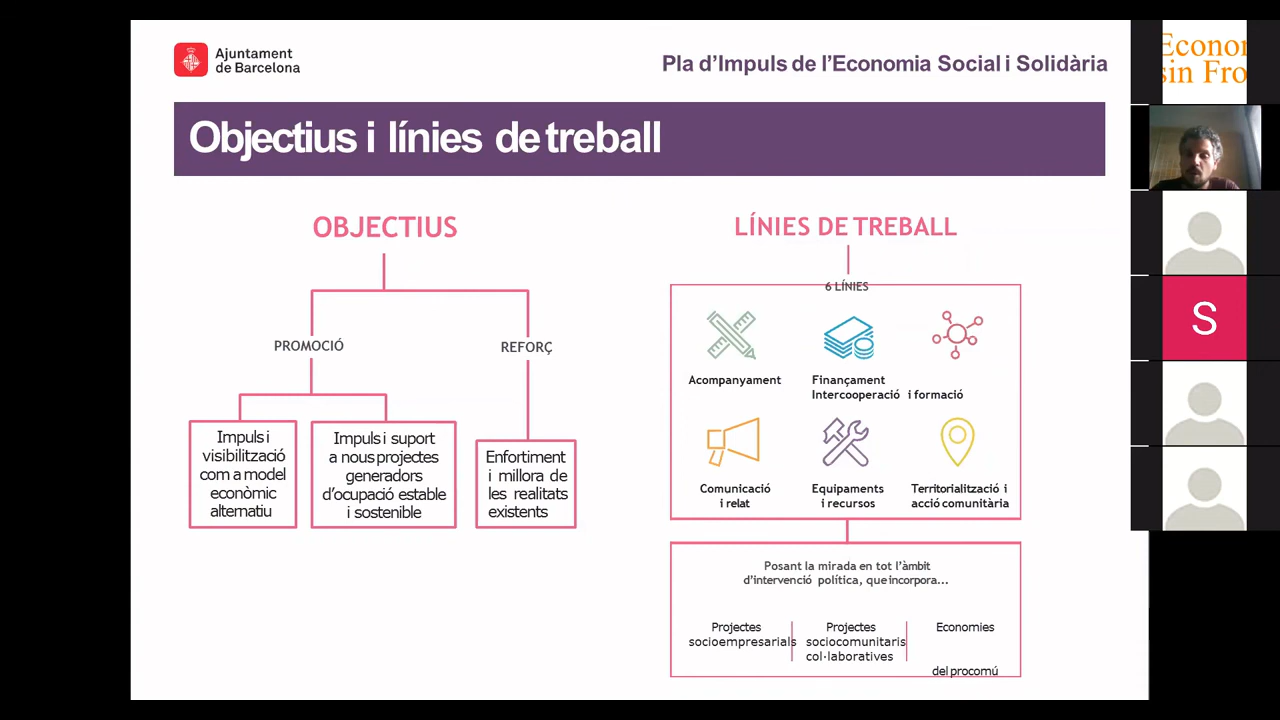 Ajuntament
de Barcelona
Pla d'Impuls de l'Economia Social i Solidària
Objectius i línies de treball
OBJECTIUS
PROMOCIÓ
REFORÇ
Impuls i
visibilització
com a model
econòmic
alternatiu
Impuls i suport
a nous projectes
generadors
d'ocupació estable
i sostenible
Enfortiment
i millora de
les realitats
existents
LÍNIES DE TREBALL
6 LÍNIES
Acompanyament
Finançament
Intercooperació i formació
Comunicació
i relat
Equipaments
i recursos
Territorialització i
acció comunitària
Posant la mirada en tot l'àmbit
d'intervenció política, que incorpora...
Projectes
socioempresarials
Projectes
sociocomunitaris
col·laboratives
Economies
del procomú
Econor
sin Fro
S